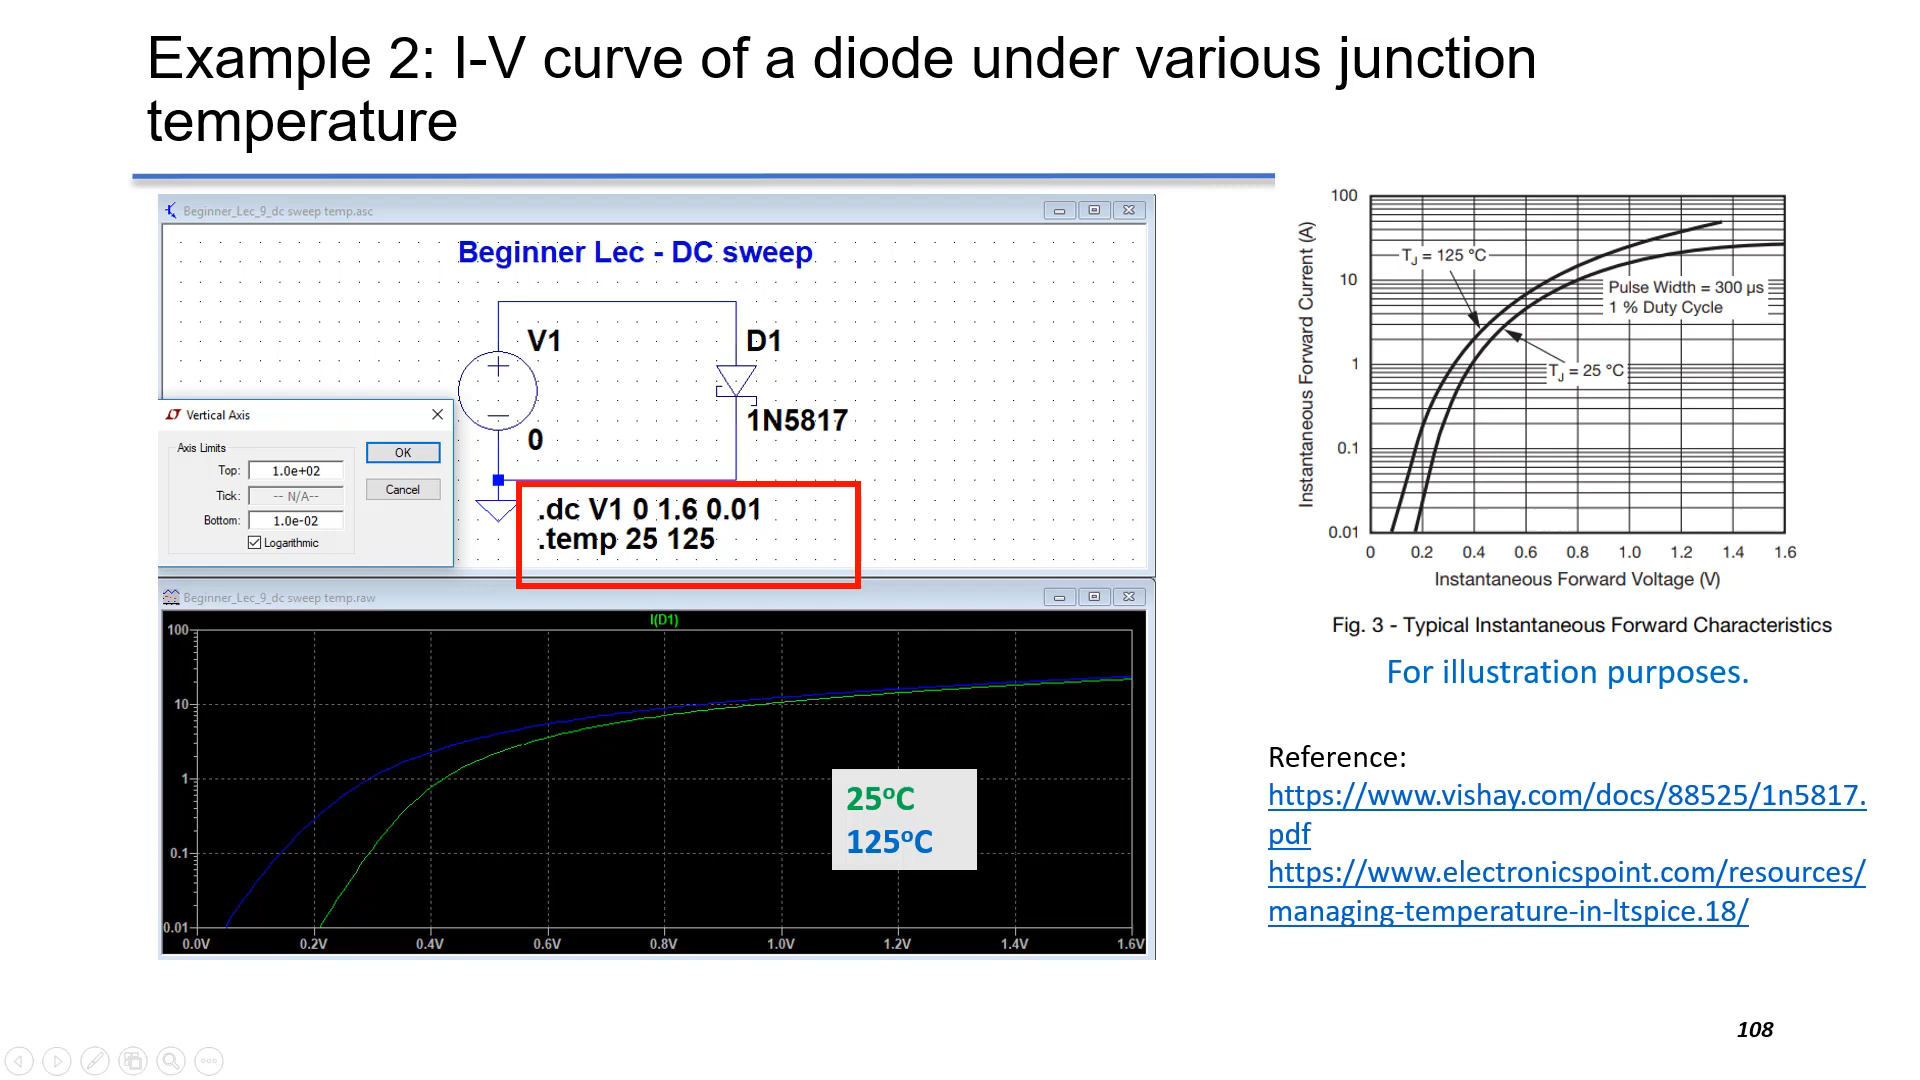 Example 2: I-V curve of a diode under various junction
temperature
Beginner_Lec_9_dc sweep temp.asc
Beginner Lec - DC sweep
V1
D1
1N5817
0
.dc V1 0 1.6 0.01
.temp 25 125
Vertical Axis
Axis Limits
Top: 1.0e+02
OK
Tick: -- N/A--
Cancel
Bottom: 1.0e-02
Logarithmic
Beginner_Lec_9_dc sweep temp.raw
I(D1)
100
10
1
0.1
0.01
0.0V 0.2V 0.4V 0.6V 0.8V 1.0V 1.2V 1.4V 1.6V
25ºC
125ºC
Instantaneous Forward Current (A)
100
10
1
0.1
0.01
TJ = 125 °C
Pulse Width = 300 µs
1 % Duty Cycle
TJ = 25 °C
0 0.2 0.4 0.6 0.8 1.0 1.2 1.4 1.6
Instantaneous Forward Voltage (V)
Fig. 3 - Typical Instantaneous Forward Characteristics
For illustration purposes.
Reference:
https://www.vishay.com/docs/88525/1n5817.
pdf
https://www.electronicspoint.com/resources/
managing-temperature-in-ltspice.18/
108